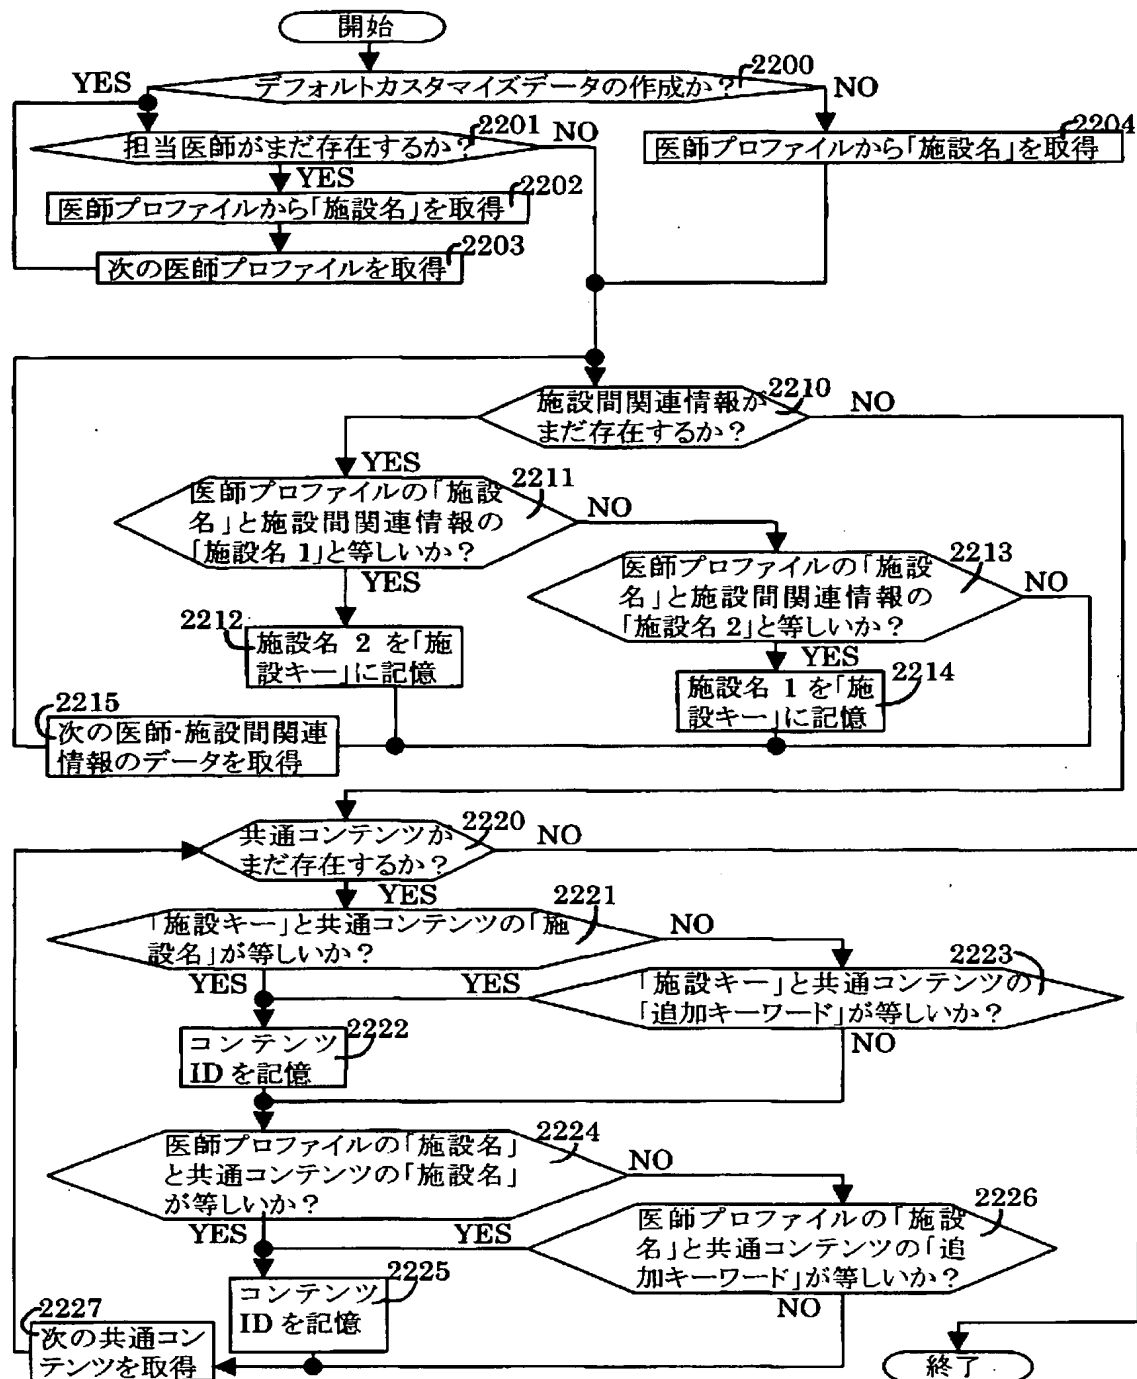 開始
YES
デフォルトカスタマイズデータの作成か？
2200
NO
担当医師がまだ存在するか？
2201
NO
2204
医師プロファイルから「施設名」を取得
YES
2202
医師プロファイルから「施設名」を取得
2203
次の医師プロファイルを取得
施設間関連情報が
まだ存在するか？
2210
NO
YES
2211
医師プロファイルの「施設
名」と施設間関連情報の
「施設名 1」と等しいか？
NO
YES
2213
医師プロファイルの「施設
名」と施設間関連情報の
「施設名 2」と等しいか？
NO
2212
施設名 2 を「施
設キー」に記憶
YES
2214
施設名 1 を「施
設キー」に記憶
2215
次の医師-施設間関連
情報のデータを取得
共通コンテンツが
まだ存在するか？
2220
NO
YES
2221
「施設キー」と共通コンテンツの「施
設名」が等しいか？
NO
YES
YES
2223
「施設キー」と共通コンテンツの
「追加キーワード」が等しいか？
NO
2222
コンテンツ
ID を記憶
2224
医師プロファイルの「施設名」
と共通コンテンツの「施設名」
が等しいか？
NO
YES
YES
2226
医師プロファイルの「施設
名」と共通コンテンツの「追
加キーワード」が等しいか？
NO
2225
コンテンツ
ID を記憶
2227
次の共通コン
テンツを取得
終了